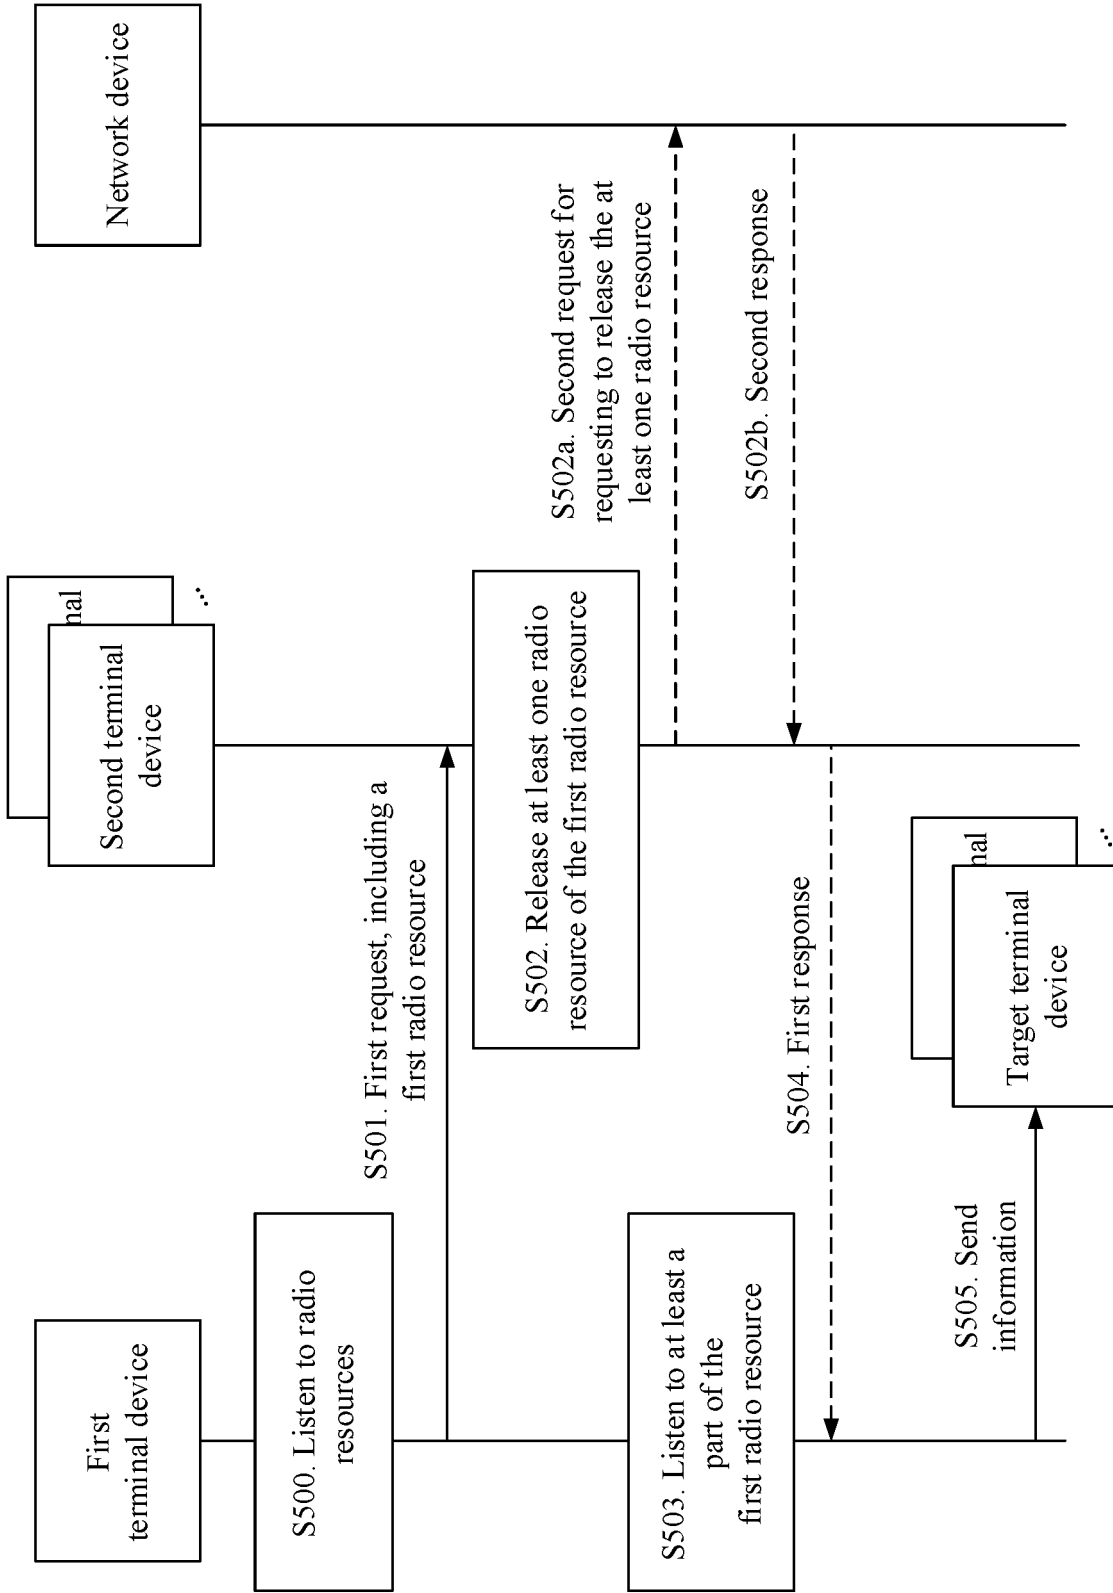 First
terminal device
Second terminal
device
nal
...
Network device
S500. Listen to radio
resources
S501. First request, including a
first radio resource
S502. Release at least one radio
resource of the first radio resource
S502a. Second request for
requesting to release the at
least one radio resource
S503. Listen to at least a
part of the
first radio resource
S502b. Second response
S504. First response
S505. Send
information
Target terminal
device
nal
...